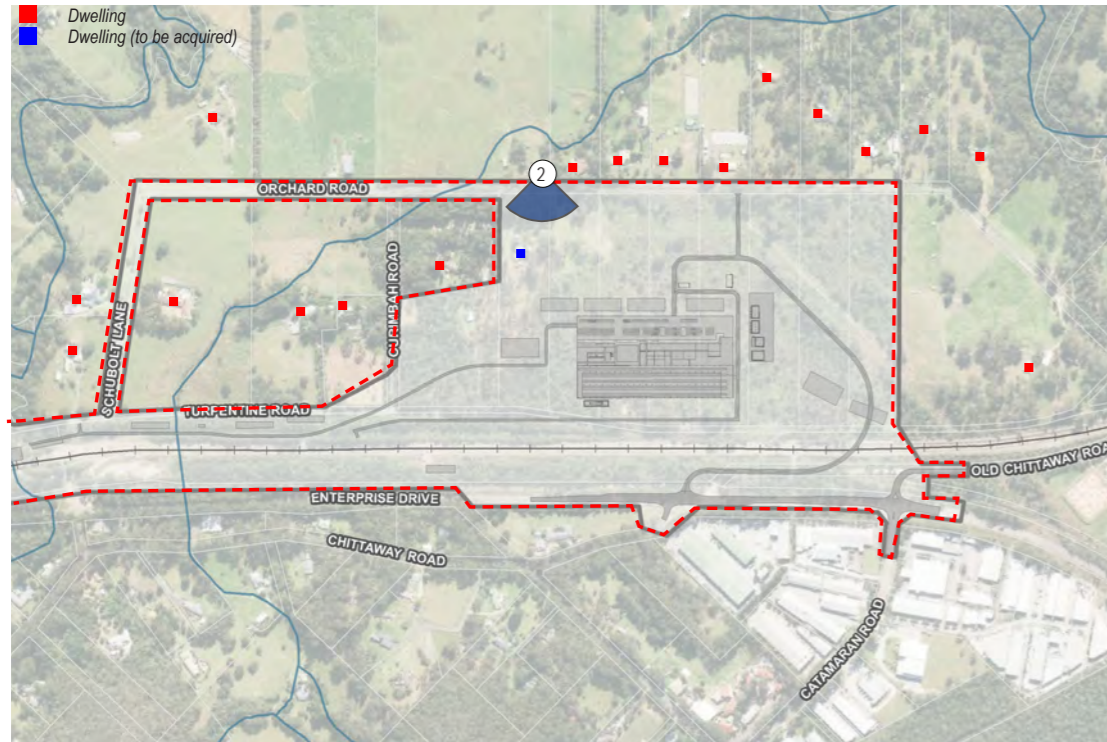 Dwelling
Dwelling (to be acquired)
2
ORCHARD ROAD
CURIMBAH ROAD
SCHUBOLT LANE
TURPENTINE ROAD
OLD CHITTAWAY ROAD
ENTERPRISE DRIVE
CHITTAWAY ROAD
CATAMARAN ROAD